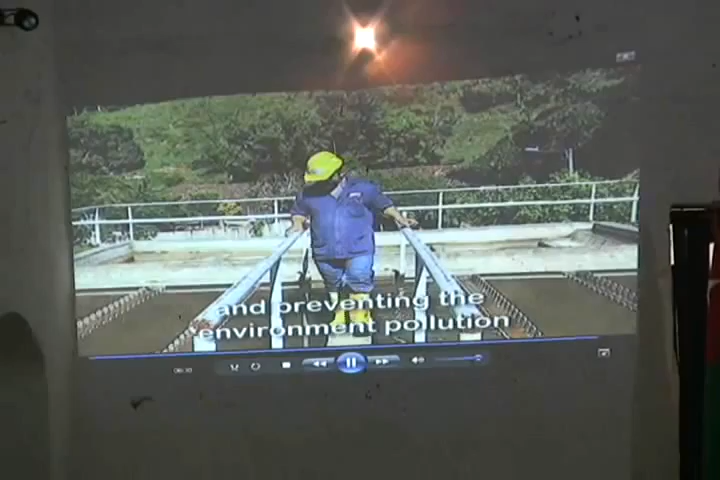 and preventing the
environment pollution